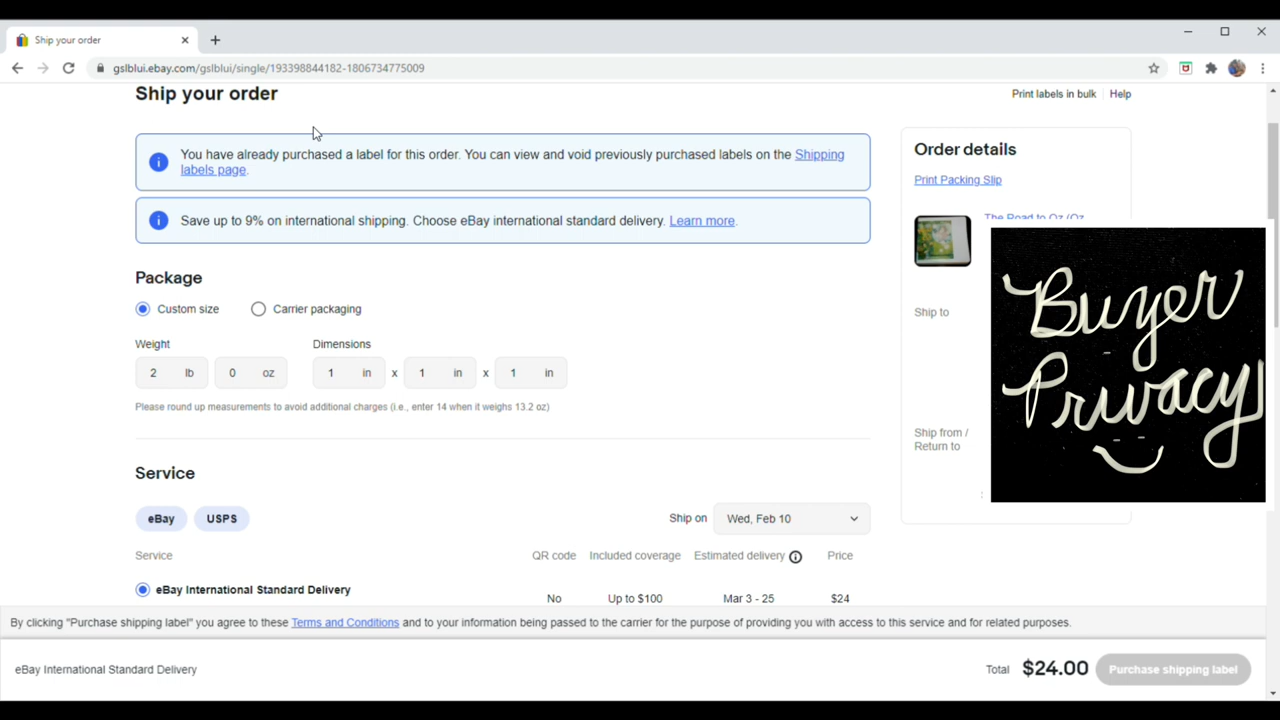 Ship your order
gslblui.ebay.com/gslblui/single/193398844182-1806734775009
Ship your order
Print labels in bulk Help
You have already purchased a label for this order. You can view and void previously purchased labels on the Shipping
labels page.
Save up to 9% on international shipping. Choose eBay international standard delivery. Learn more.
Order details
Print Packing Slip
The Road to Oz (Oz
Buyer
Privacy
Ship to
Ship from /
Return to
Package
Custom size Carrier packaging
Weight Dimensions
2 lb 0 oz 1 in x 1 in x 1 in
Please round up measurements to avoid additional charges (i.e., enter 14 when it weighs 13.2 oz)
Service
eBay USPS Ship on Wed, Feb 10
Service QR code Included coverage Estimated delivery Price
eBay International Standard Delivery
No Up to $100 Mar 3 - 25 $24
By clicking "Purchase shipping label" you agree to these Terms and Conditions and to your information being passed to the carrier for the purpose of providing you with access to this service and for related purposes.
eBay International Standard Delivery Total $24.00 Purchase shipping label